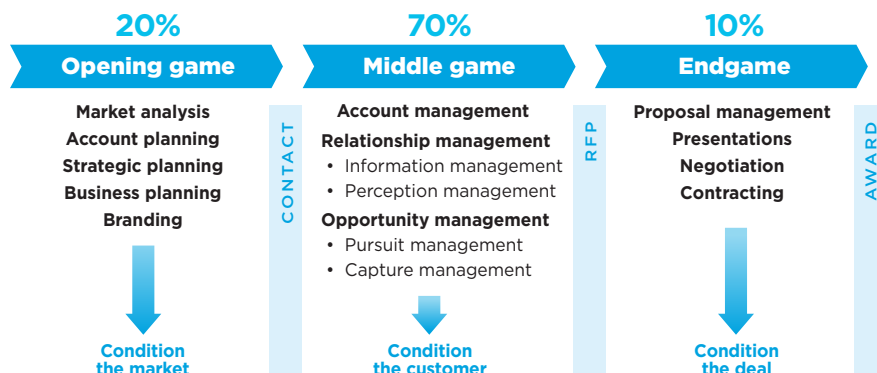 20%
Opening game
Market analysis
Account planning
Strategic planning
Business planning
Branding
Condition
the market
CONTACT
70%
Middle game
Account management
Relationship management
• Information management
• Perception management
Opportunity management
• Pursuit management
• Capture management
Condition
the customer
RFP
10%
Endgame
Proposal management
Presentations
Negotiation
Contracting
Condition
the deal
AWARD